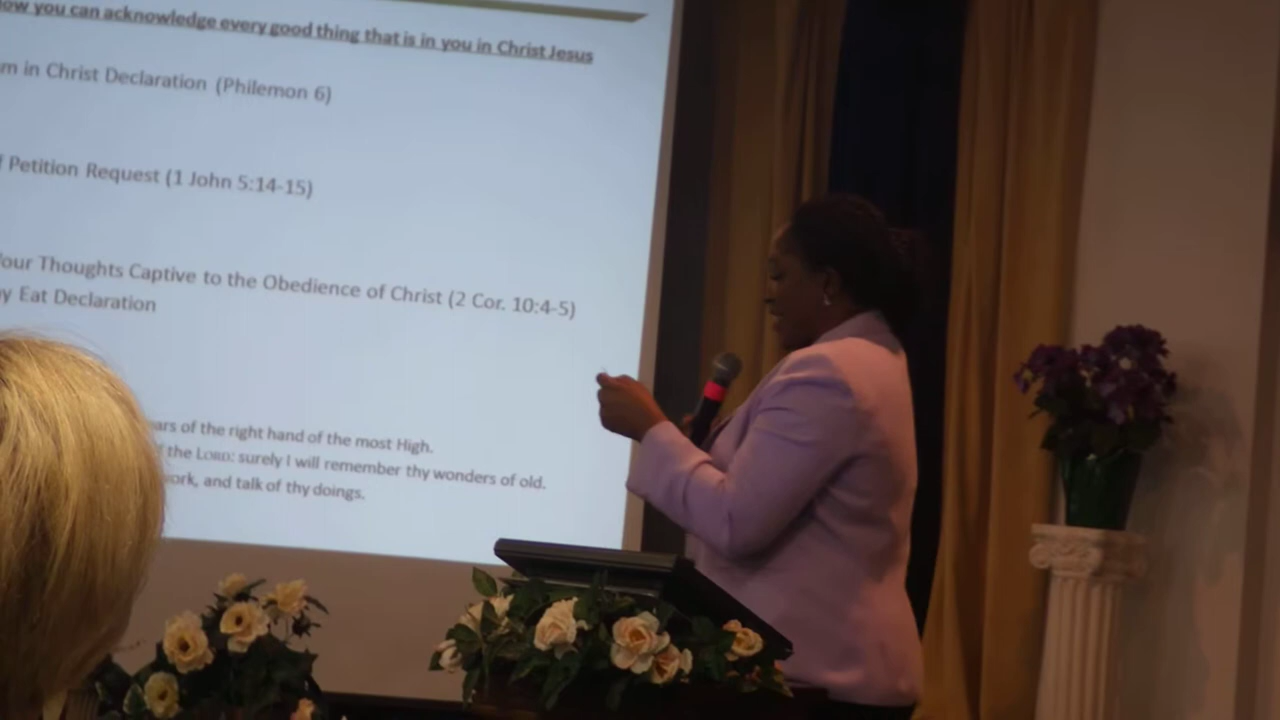 ow you can acknowledge every good thing that is in you in Christ Jesus
m in Christ Declaration (Philemon 6)
f Petition Request (1 John 5:14-15)
our Thoughts Captive to the Obedience of Christ (2 Cor. 10:4-5)
y Eat Declaration
ars of the right hand of the most High.
f the LORD: surely I will remember thy wonders of old.
ork, and talk of thy doings.